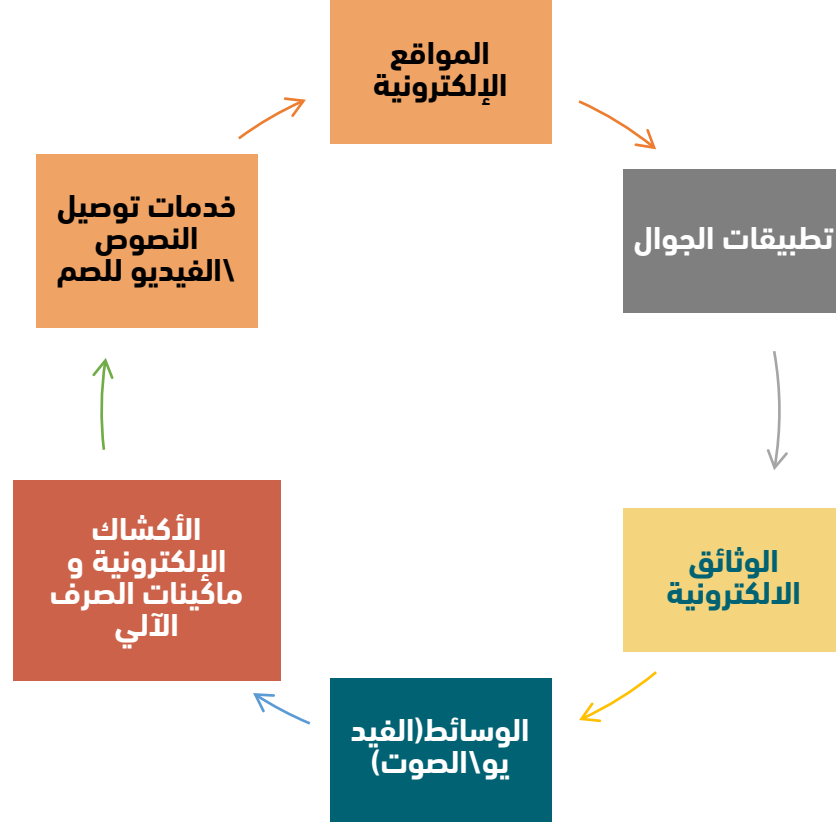 المواقع
الإلكترونية
تطبيقات الجوال
الوثائق
الالكترونية
الوسائط(الفيد
يو\الصوت)
الأكشاك
الإلكترونية و
ماكينات الصرف
الآلي
خدمات توصيل
النصوص
\الفيديو للصم